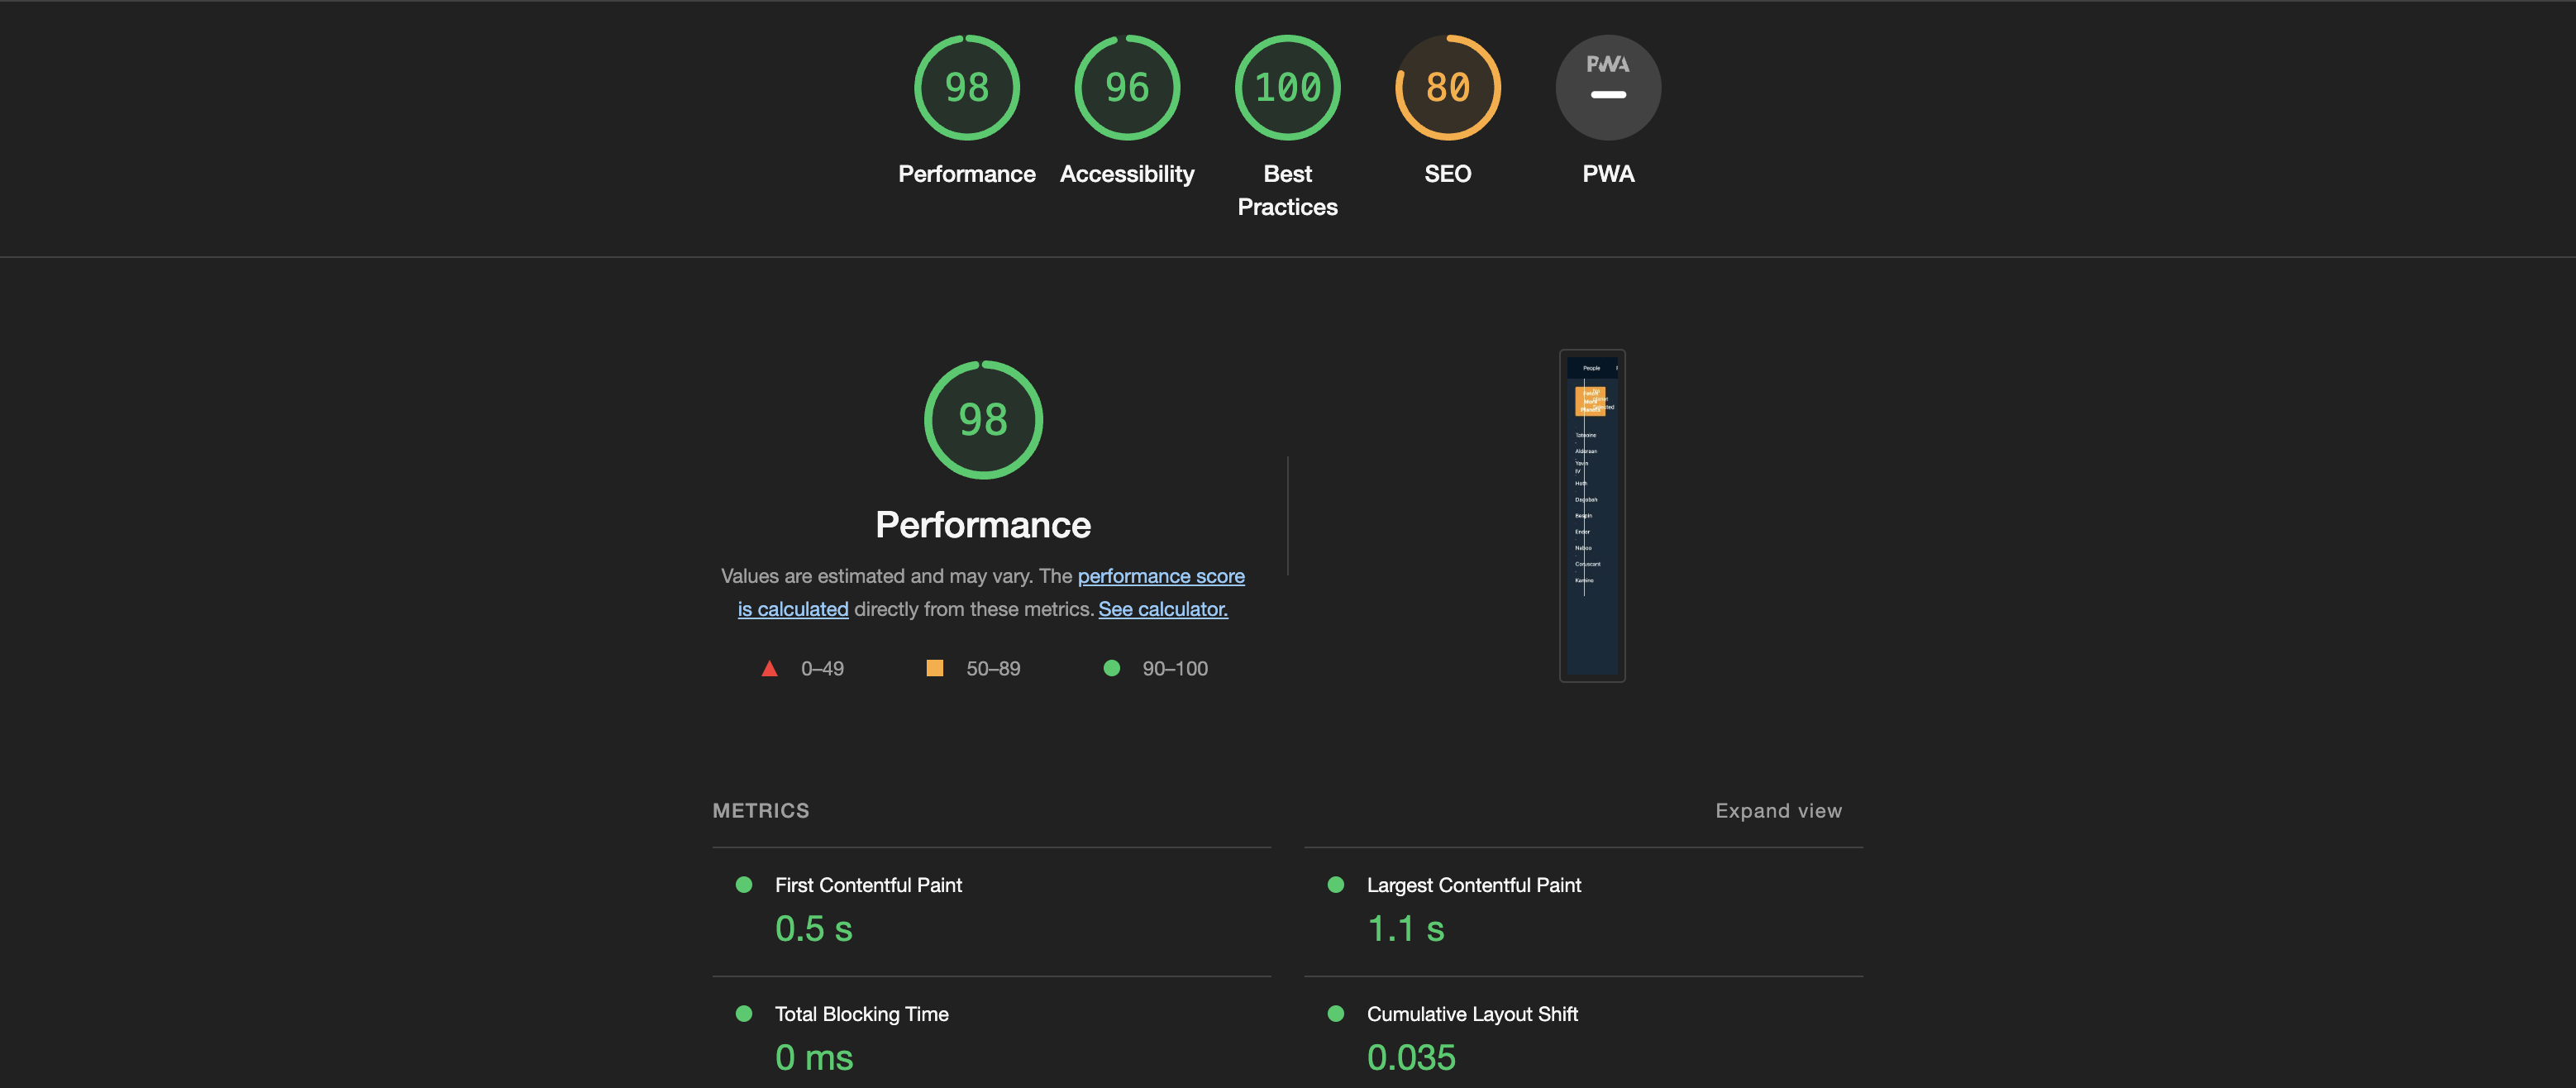 98
96
100
80
PWA
Performance
Accessibility
Best
Practices
SEO
PWA
98
Performance
Values are estimated and may vary. The performance score
is calculated directly from these metrics. See calculator.
0–49
50–89
90–100
People
Tatooine
Alderaan
Yavin
IV
Hoth
Dagobah
Bespin
Endor
Naboo
Coruscant
Kamino
METRICS
Expand view
First Contentful Paint
0.5 s
Largest Contentful Paint
1.1 s
Total Blocking Time
0 ms
Cumulative Layout Shift
0.035